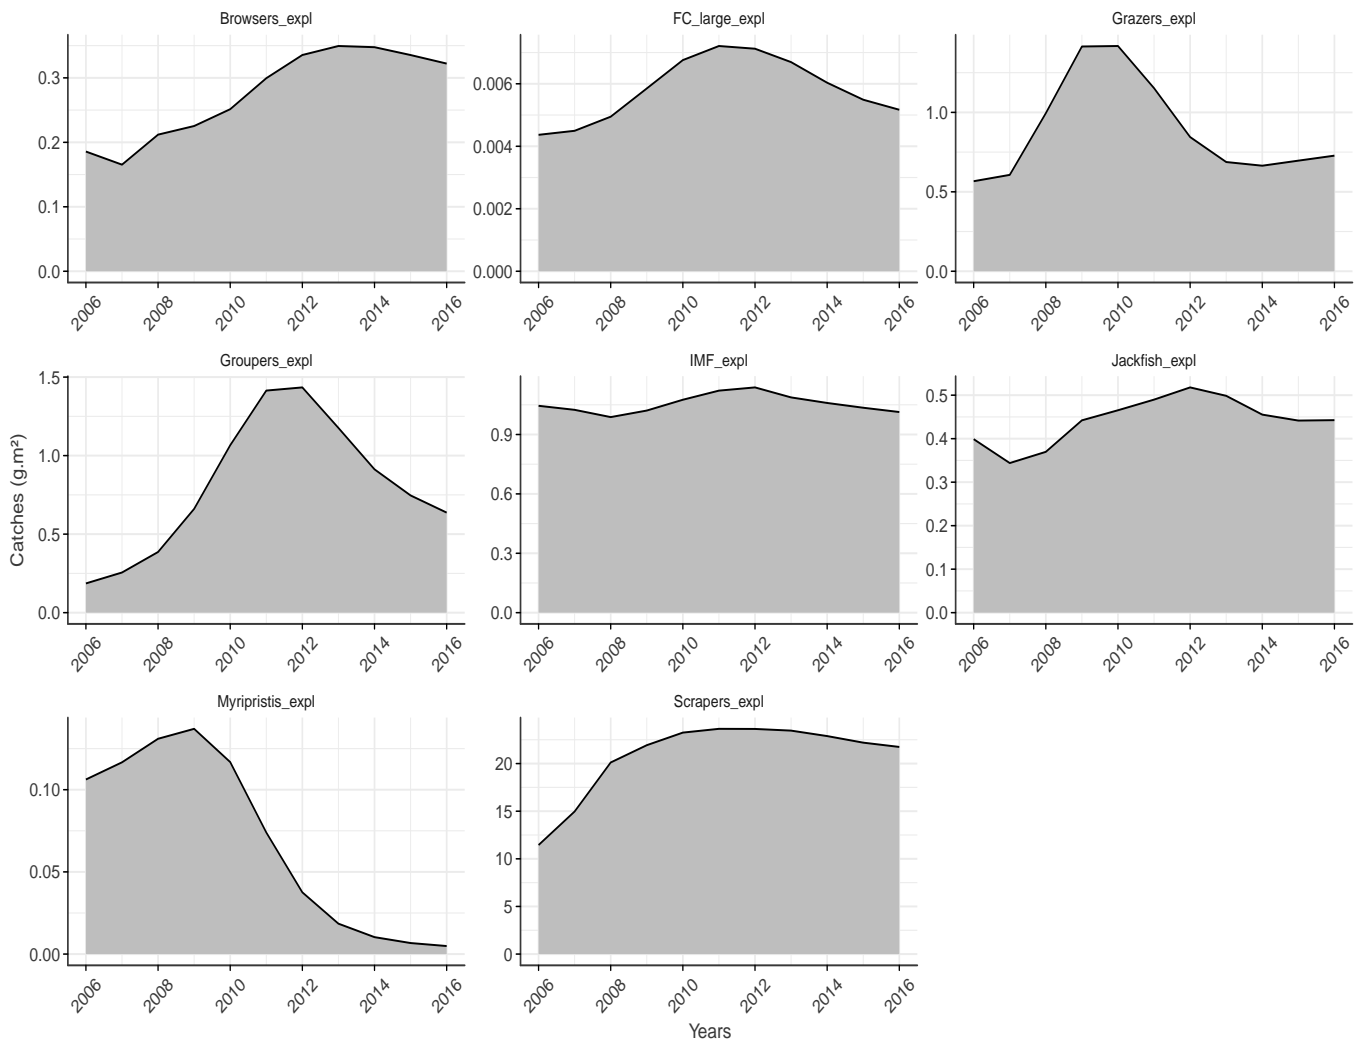 Browsers_expl
FC_large_expl
Grazers_expl
0.3
0.2
0.1
0.0
2006 2008 2010 2012 2014 2016
0.006
0.004
0.002
0.000
2006 2008 2010 2012 2014 2016
1.0
0.5
0.0
2006 2008 2010 2012 2014 2016
Groupers_expl
IMF_expl
Jackfish_expl
Catches (g.m²)
1.5
1.0
0.5
0.0
2006 2008 2010 2012 2014 2016
0.9
0.6
0.3
0.0
2006 2008 2010 2012 2014 2016
0.5
0.4
0.3
0.2
0.1
0.0
2006 2008 2010 2012 2014 2016
Myripristis_expl
Scrapers_expl
0.10
0.05
0.00
2006 2008 2010 2012 2014 2016
20
15
10
5
0
2006 2008 2010 2012 2014 2016
Years